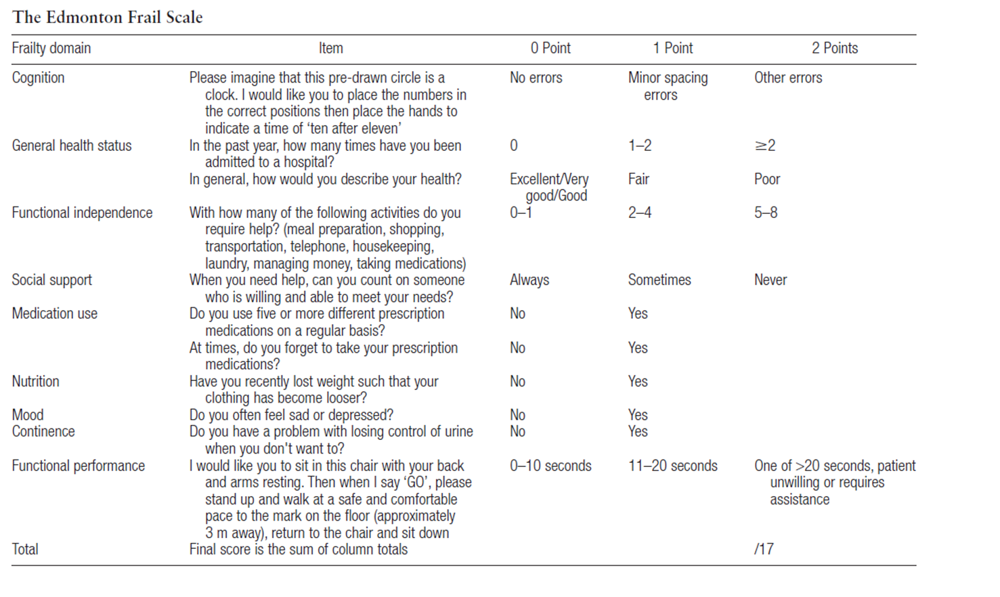 The Edmonton Frail Scale
Frailty domain Item 0 Point 1 Point 2 Points
Cognition Please imagine that this pre-drawn circle is a No errors Minor spacing Other errors
clock. I would like you to place the numbers in errors
the correct positions then place the hands to
indicate a time of ‘ten after eleven’
General health status In the past year, how many times have you been 0 1–2 ≥2
admitted to a hospital?
In general, how would you describe your health? Excellent/Very Fair Poor
good/Good
Functional independence With how many of the following activities do you 0–1 2–4 5–8
require help? (meal preparation, shopping,
transportation, telephone, housekeeping,
laundry, managing money, taking medications)
Social support When you need help, can you count on someone Always Sometimes Never
who is willing and able to meet your needs?
Medication use Do you use five or more different prescription No Yes
medications on a regular basis?
At times, do you forget to take your prescription No Yes
medications?
Nutrition Have you recently lost weight such that your No Yes
clothing has become looser?
Mood Do you often feel sad or depressed? No Yes
Continence Do you have a problem with losing control of urine No Yes
when you don't want to?
Functional performance I would like you to sit in this chair with your back 0–10 seconds 11–20 seconds One of >20 seconds, patient
and arms resting. Then when I say ‘GO’, please unwilling or requires
stand up and walk at a safe and comfortable assistance
pace to the mark on the floor (approximately
3 m away), return to the chair and sit down
Total Final score is the sum of column totals /17